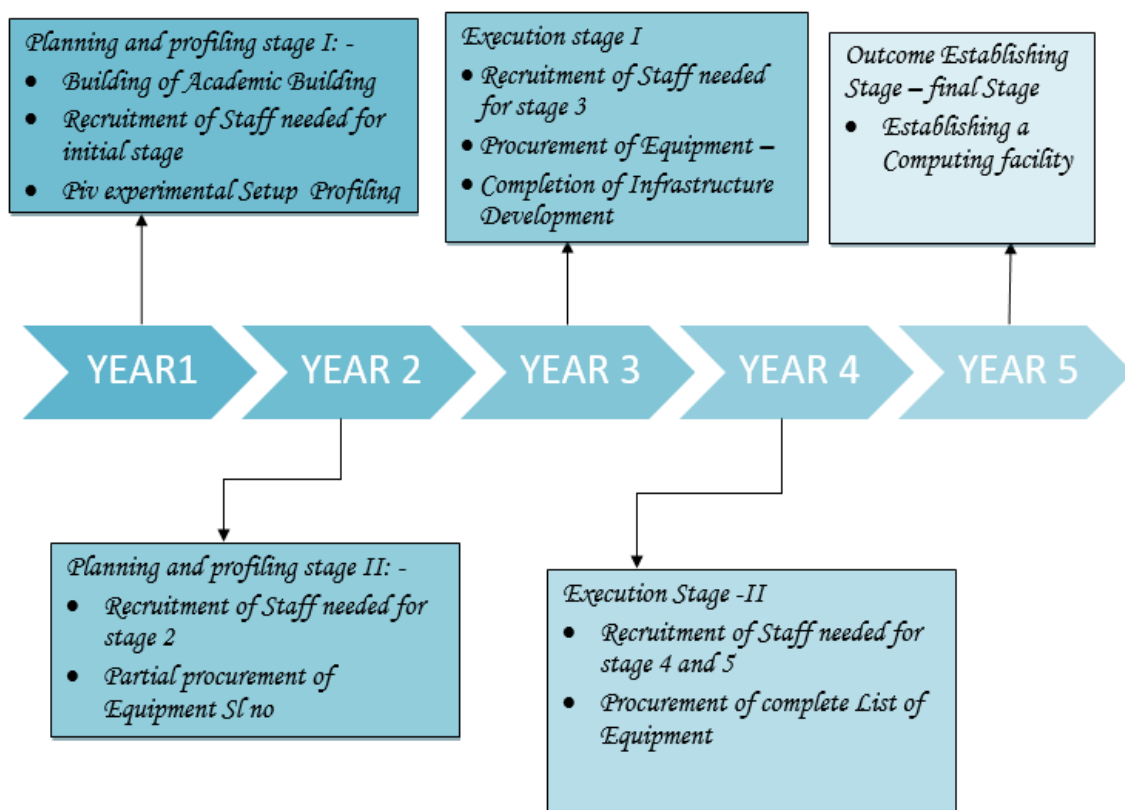 Planning and profiling stage I: -
• Building of Academic Building
• Recruitment of Staff needed for
initial stage
• Piv experimental Setup Profiling
Execution stage I
• Recruitment of Staff needed
for stage 3
• Procurement of Equipment –
• Completion of Infrastructure
Development
Outcome Establishing
Stage – final Stage
• Establishing a
Computing facility
YEAR1
YEAR 2
YEAR 3
YEAR 4
YEAR 5
Planning and profiling stage II: -
• Recruitment of Staff needed for
stage 2
• Partial procurement of
Equipment Sl no
Execution Stage -II
• Recruitment of Staff needed for
stage 4 and 5
• Procurement of complete List of
Equipment